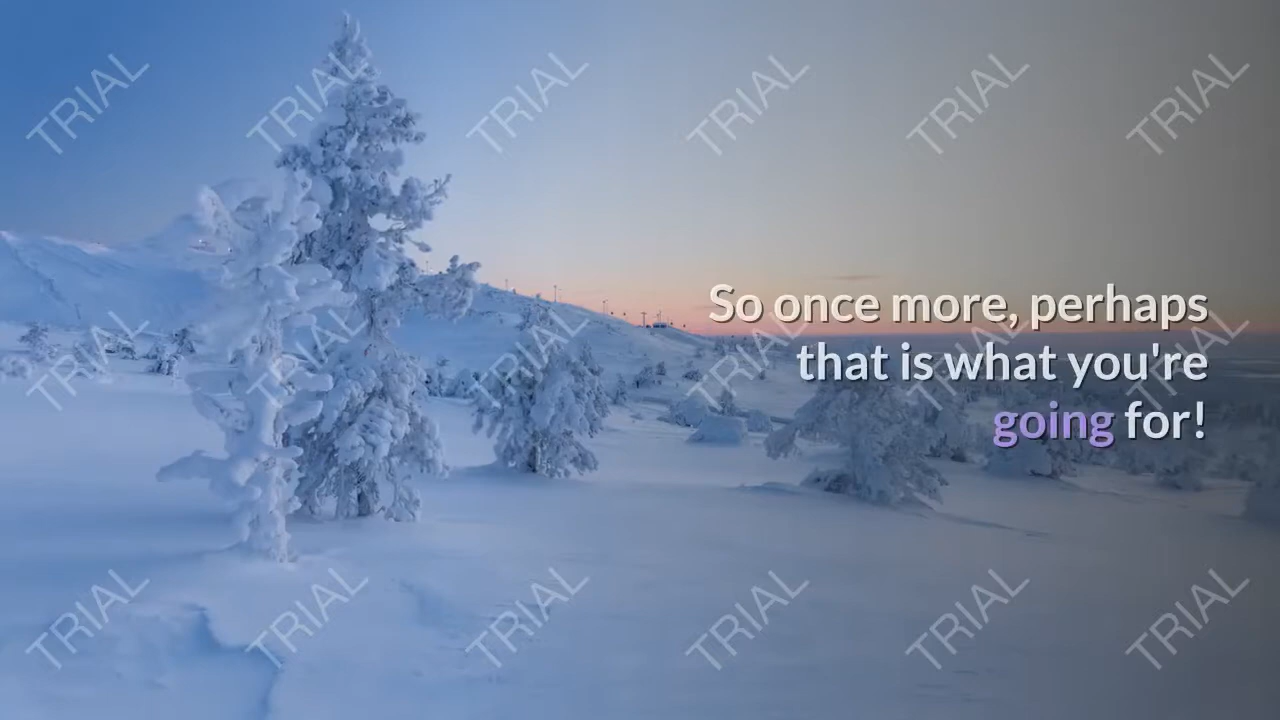 TRIAL TRIAL TRIAL TRIAL TRIAL TRIAL
So once more, perhaps
that is what you're
going for!
TRIAL TRIAL TRIAL TRIAL TRIAL TRIAL
TRIAL TRIAL TRIAL TRIAL TRIAL TRIAL